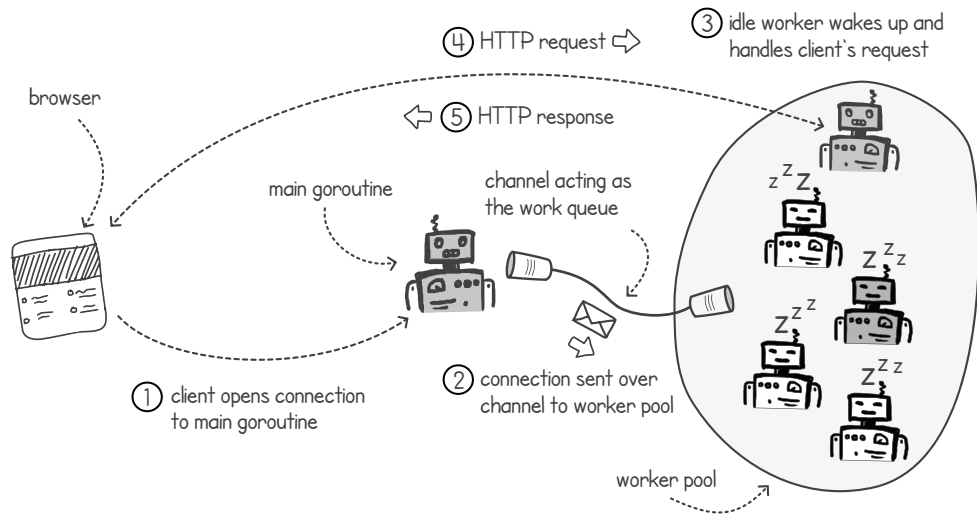 ④ HTTP request
③ idle worker wakes up and
handles client's request
browser
⑤ HTTP response
main goroutine
channel acting as
the work queue
z z z
z z z
z z z
z z z
① client opens connection
to main goroutine
② connection sent over
channel to worker pool
worker pool